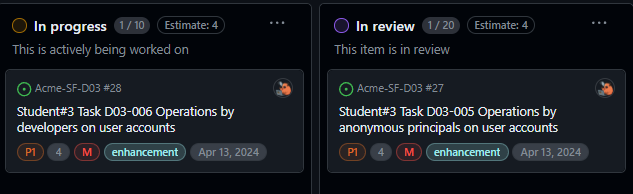 In progress 1 / 10 Estimate: 4 ...
This is actively being worked on
Acme-SF-D03 #28
Student#3 Task D03-006 Operations by
developers on user accounts
P1 4 M enhancement Apr 13, 2024
In review 1 / 20 Estimate: 4 ...
This item is in review
Acme-SF-D03 #27
Student#3 Task D03-005 Operations by
anonymous principals on user accounts
P1 4 M enhancement Apr 13, 2024